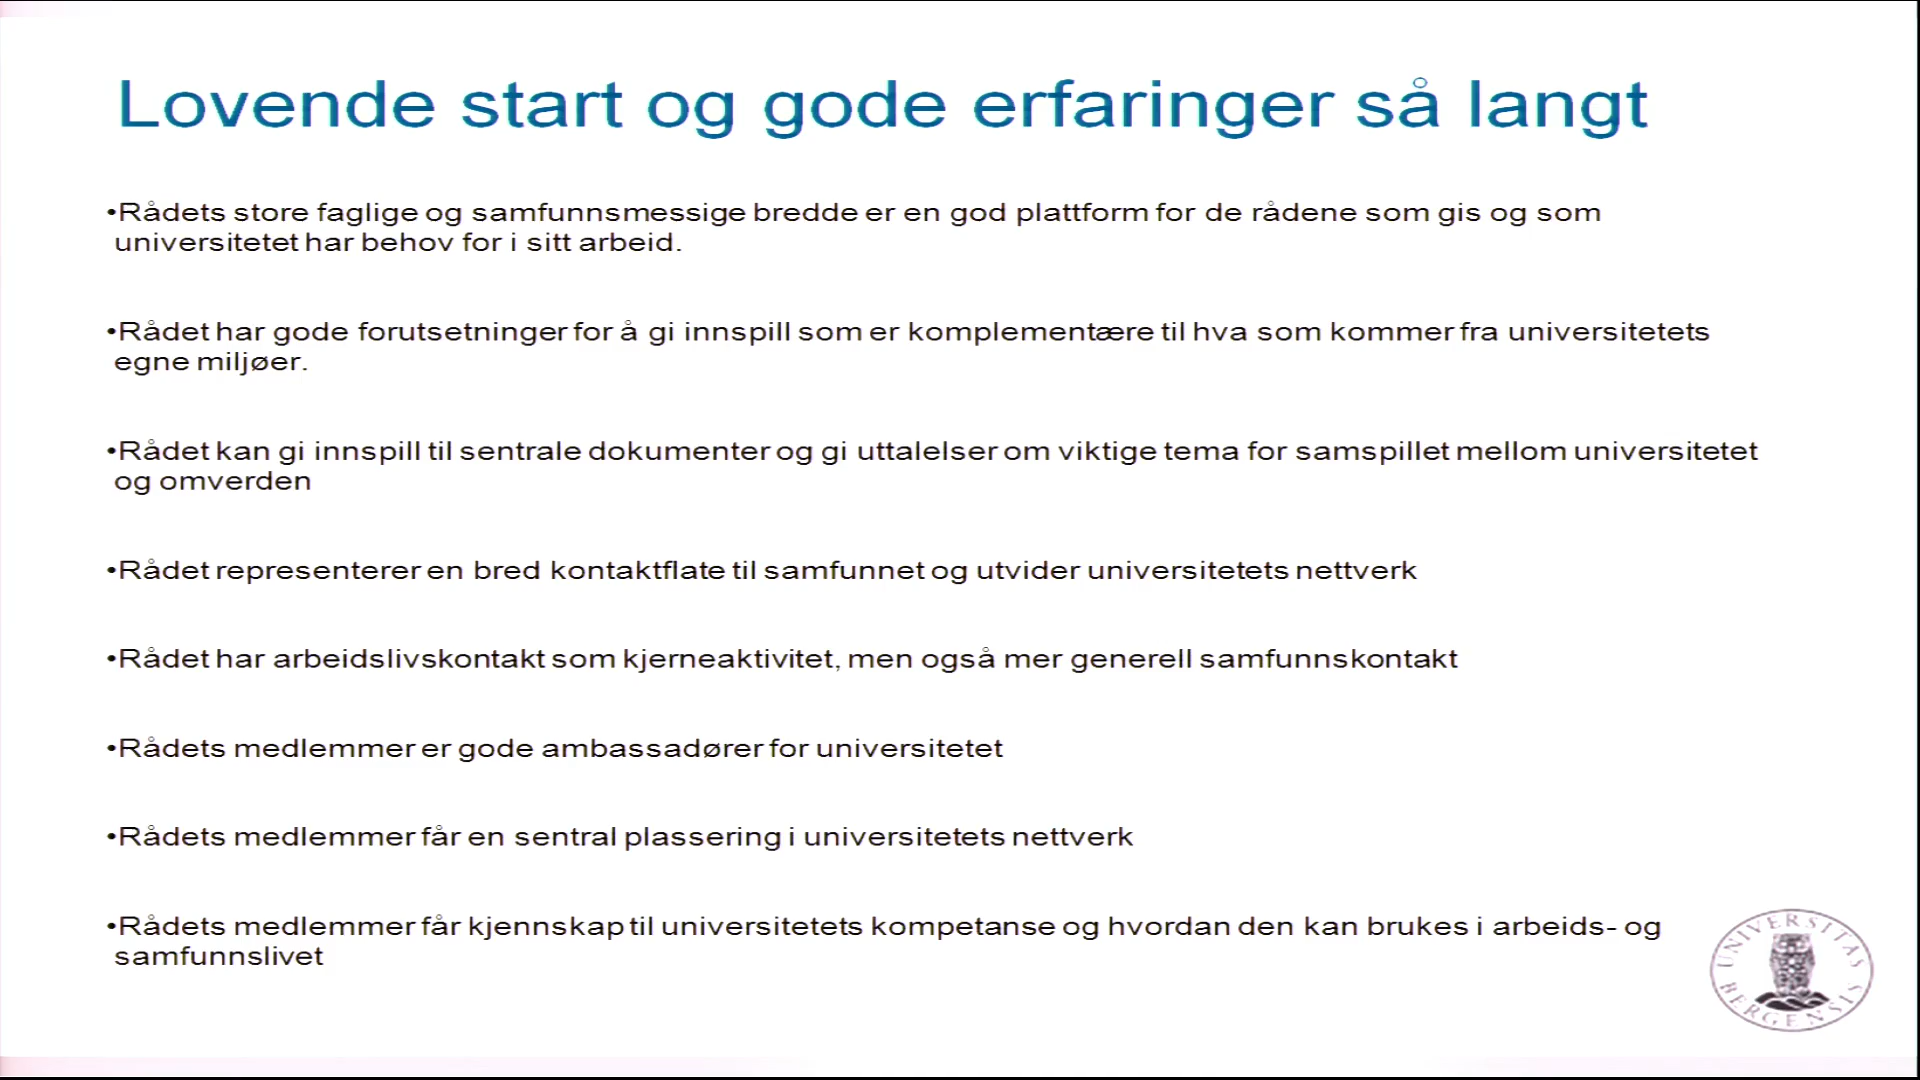 Lovende start og gode erfaringer så langt
•Rådets store faglige og samfunnsmessige bredde er en god plattform for de rådene som gis og som
universitetet har behov for i sitt arbeid.
•Rådet har gode forutsetninger for å gi innspill som er komplementære til hva som kommer fra universitetets
egne miljøer.
•Rådet kan gi innspill til sentrale dokumenter og gi uttalelser om viktige tema for samspillet mellom universitetet
og omverden
•Rådet representerer en bred kontaktflate til samfunnet og utvider universitetets nettverk
•Rådet har arbeidslivskontakt som kjerneaktivitet, men også mer generell samfunnskontakt
•Rådets medlemmer er gode ambassadører for universitetet
•Rådets medlemmer får en sentral plassering i universitetets nettverk
•Rådets medlemmer får kjennskap til universitetets kompetanse og hvordan den kan brukes i arbeids- og
samfunnslivet
UNIVERSITAS
BERGENSIS